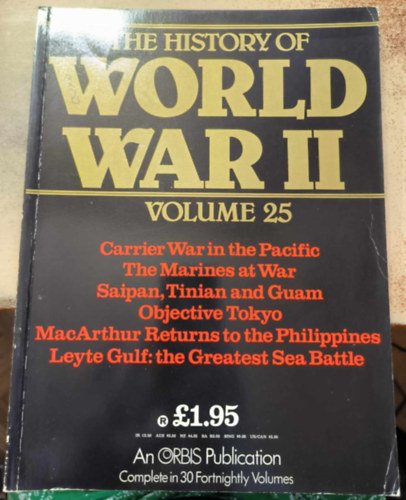 THE HISTORY OF
WORLD
WAR II
VOLUME 25
Carrier War in the Pacific
The Marines at War
Saipan, Tinian and Guam
Objective Tokyo
MacArthur Returns to the Philippines
Leyte Gulf: the Greatest Sea Battle
R £1.95
An ORBIS Publication
Complete in 30 Fortnightly Volumes